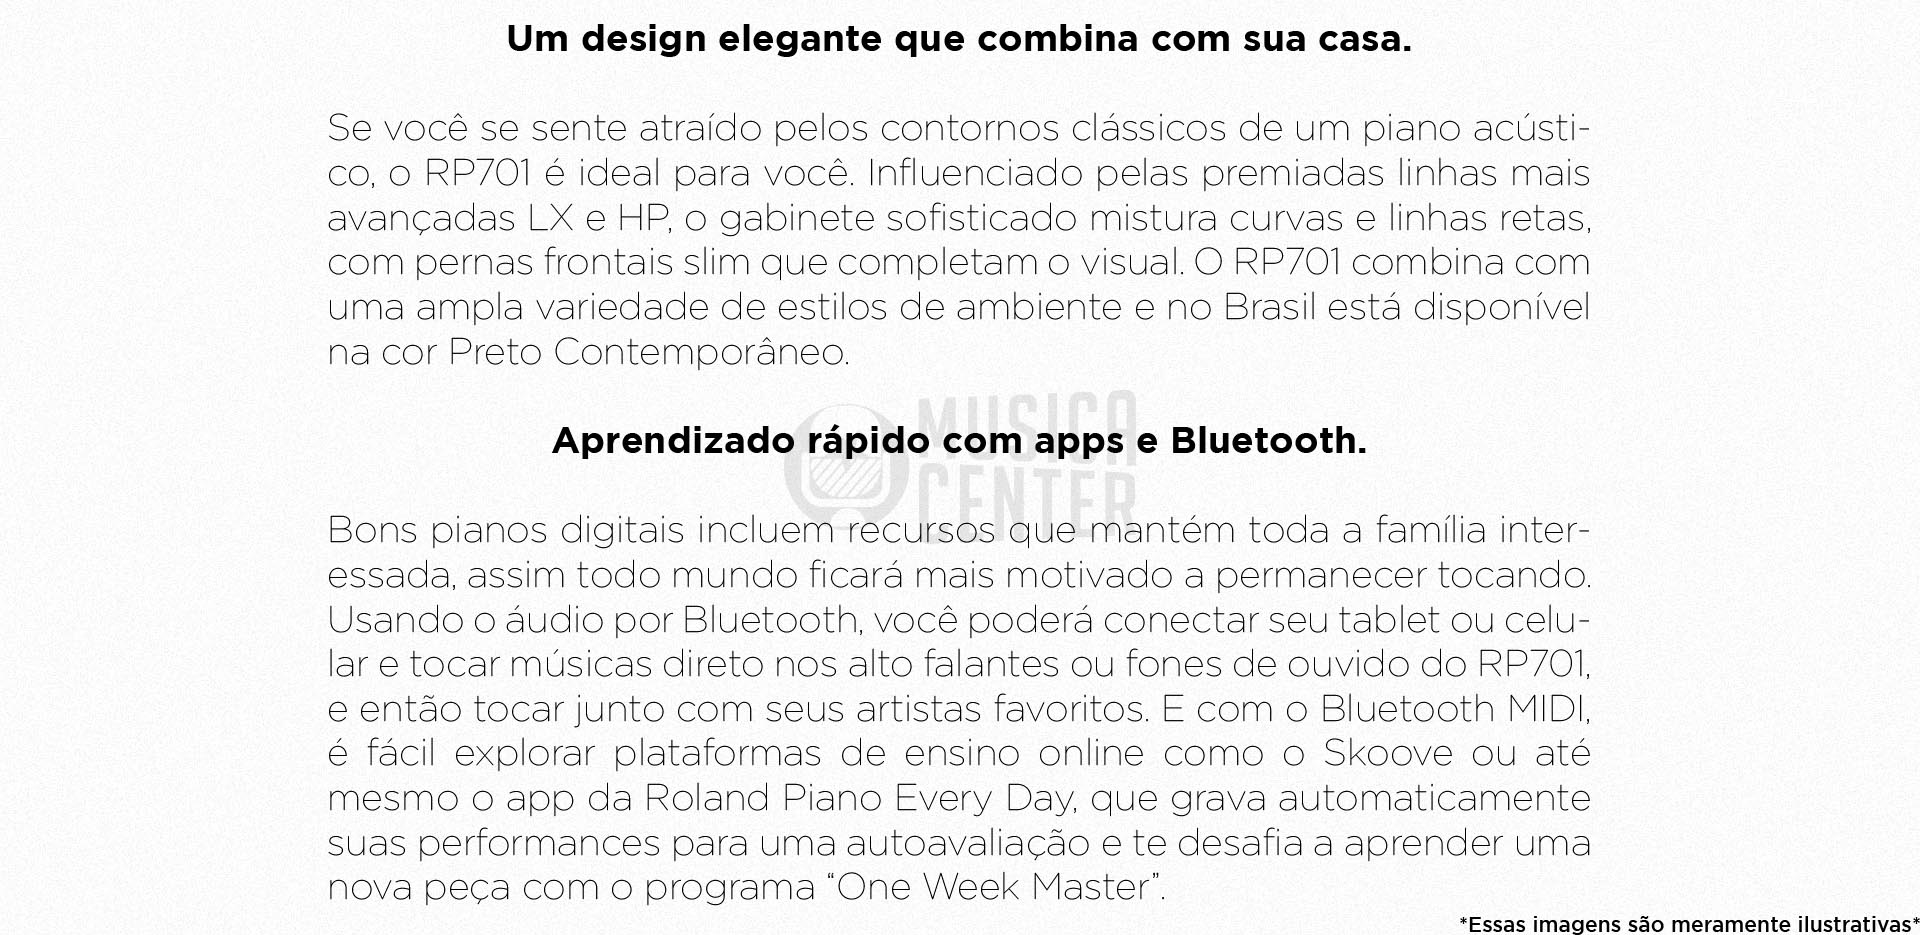 Um design elegante que combina com sua casa.
Se você se sente atraído pelos contornos clássicos de um piano acústi-
co, o RP701 é ideal para você. Influenciado pelas premiadas linhas mais
avançadas LX e HP, o gabinete sofisticado mistura curvas e linhas retas,
com pernas frontais slim que completam o visual. O RP701 combina com
uma ampla variedade de estilos de ambiente e no Brasil está disponível
na cor Preto Contemporâneo.
MUSICA
CENTER
Aprendizado rápido com apps e Bluetooth.
Bons pianos digitais incluem recursos que mantém toda a família inter-
essada, assim todo mundo ficará mais motivado a permanecer tocando.
Usando o áudio por Bluetooth, você poderá conectar seu tablet ou celu-
lar e tocar músicas direto nos alto falantes ou fones de ouvido do RP701,
e então tocar junto com seus artistas favoritos. E com o Bluetooth MIDI,
é fácil explorar plataformas de ensino online como o Skoove ou até
mesmo o app da Roland Piano Every Day, que grava automaticamente
suas performances para uma autoavaliação e te desafia a aprender uma
nova peça com o programa “One Week Master”.
*Essas imagens são meramente ilustrativas*